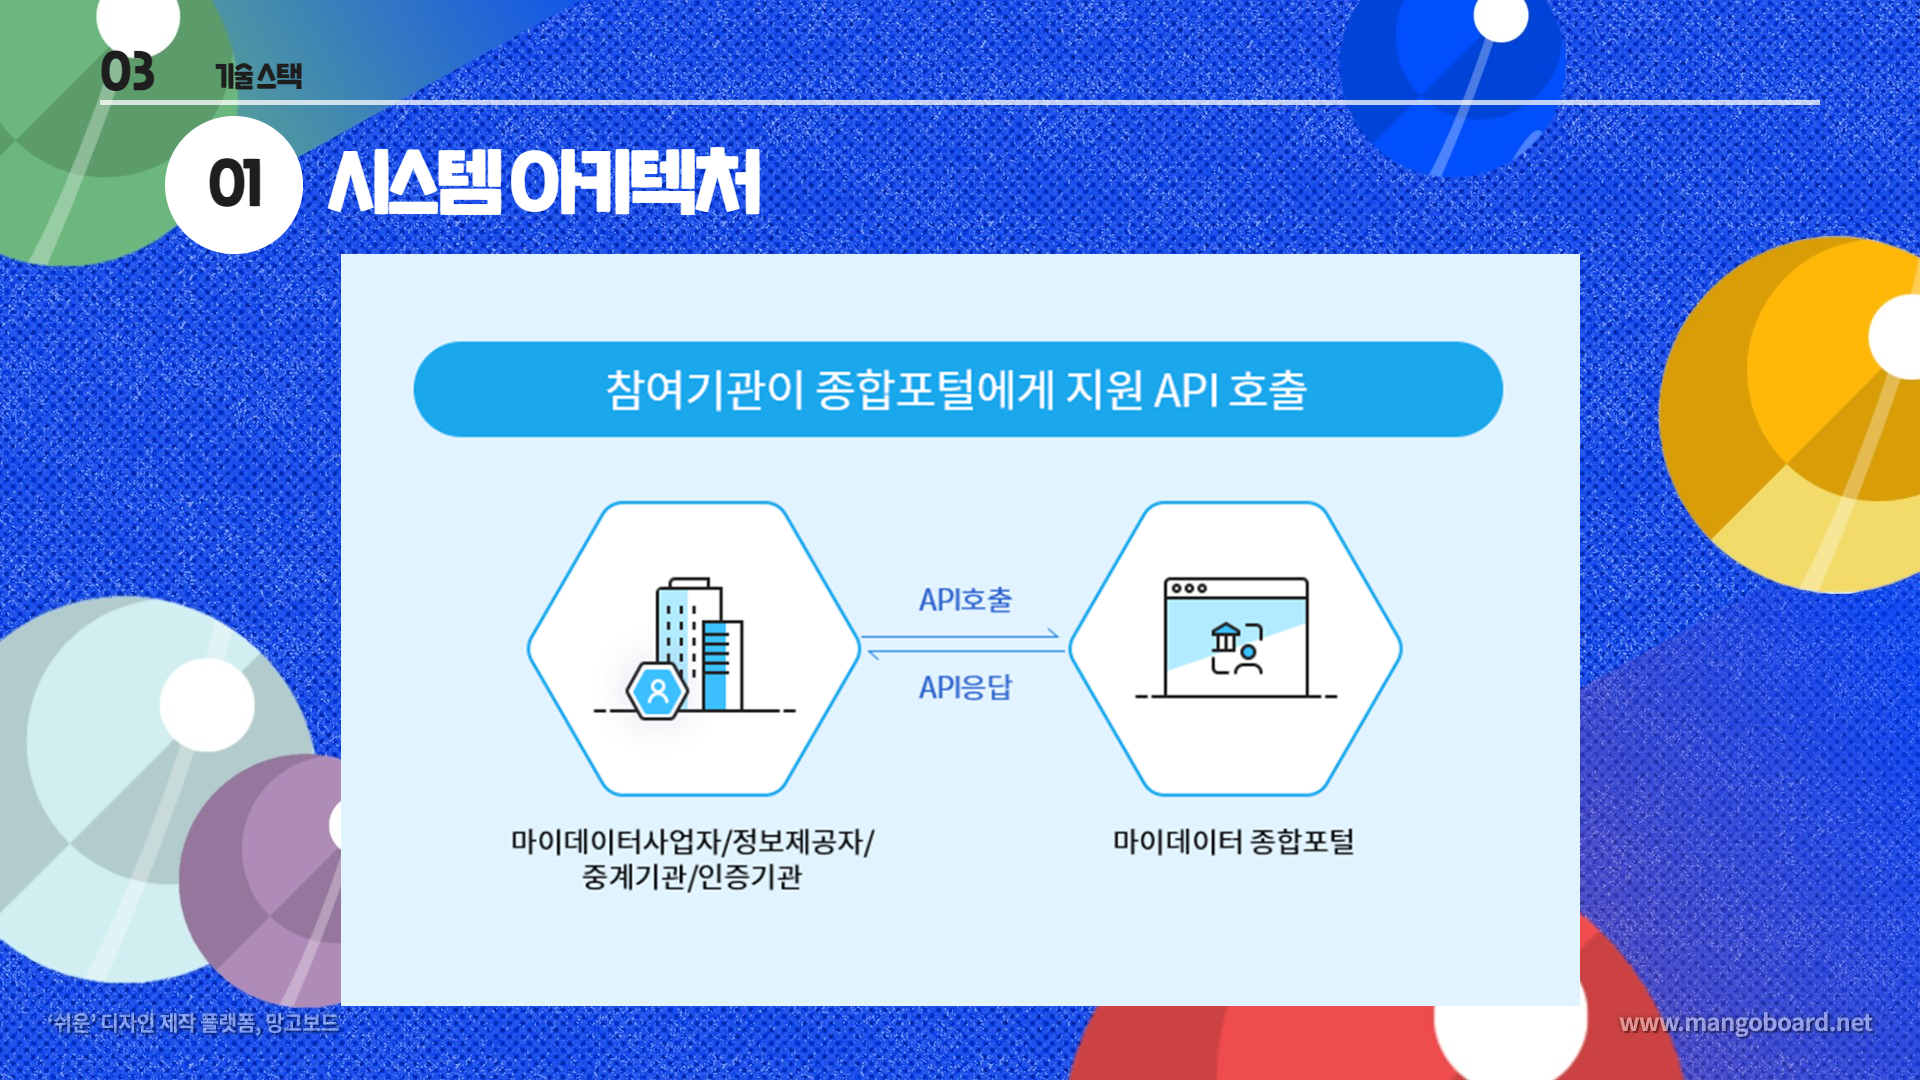 03 기술 스택
01 시스템 아키텍처
참여기관이 종합포털에게 지원 API 호출
API호출
API응답
마이데이터사업자/정보제공자/
중계기관/인증기관
마이데이터 종합포털
‘쉬운’ 디자인 제작 플랫폼, 망고보드
www.mangoboard.net